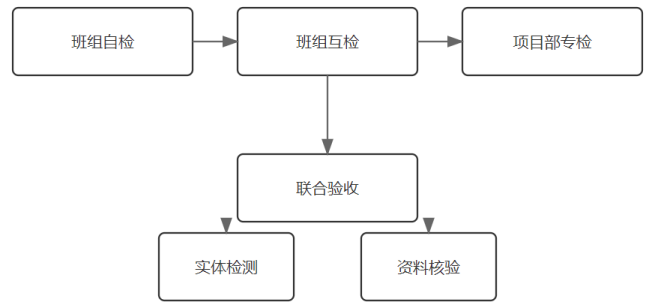 班组自检
班组互检
项目部专检
联合验收
实体检测
资料核验